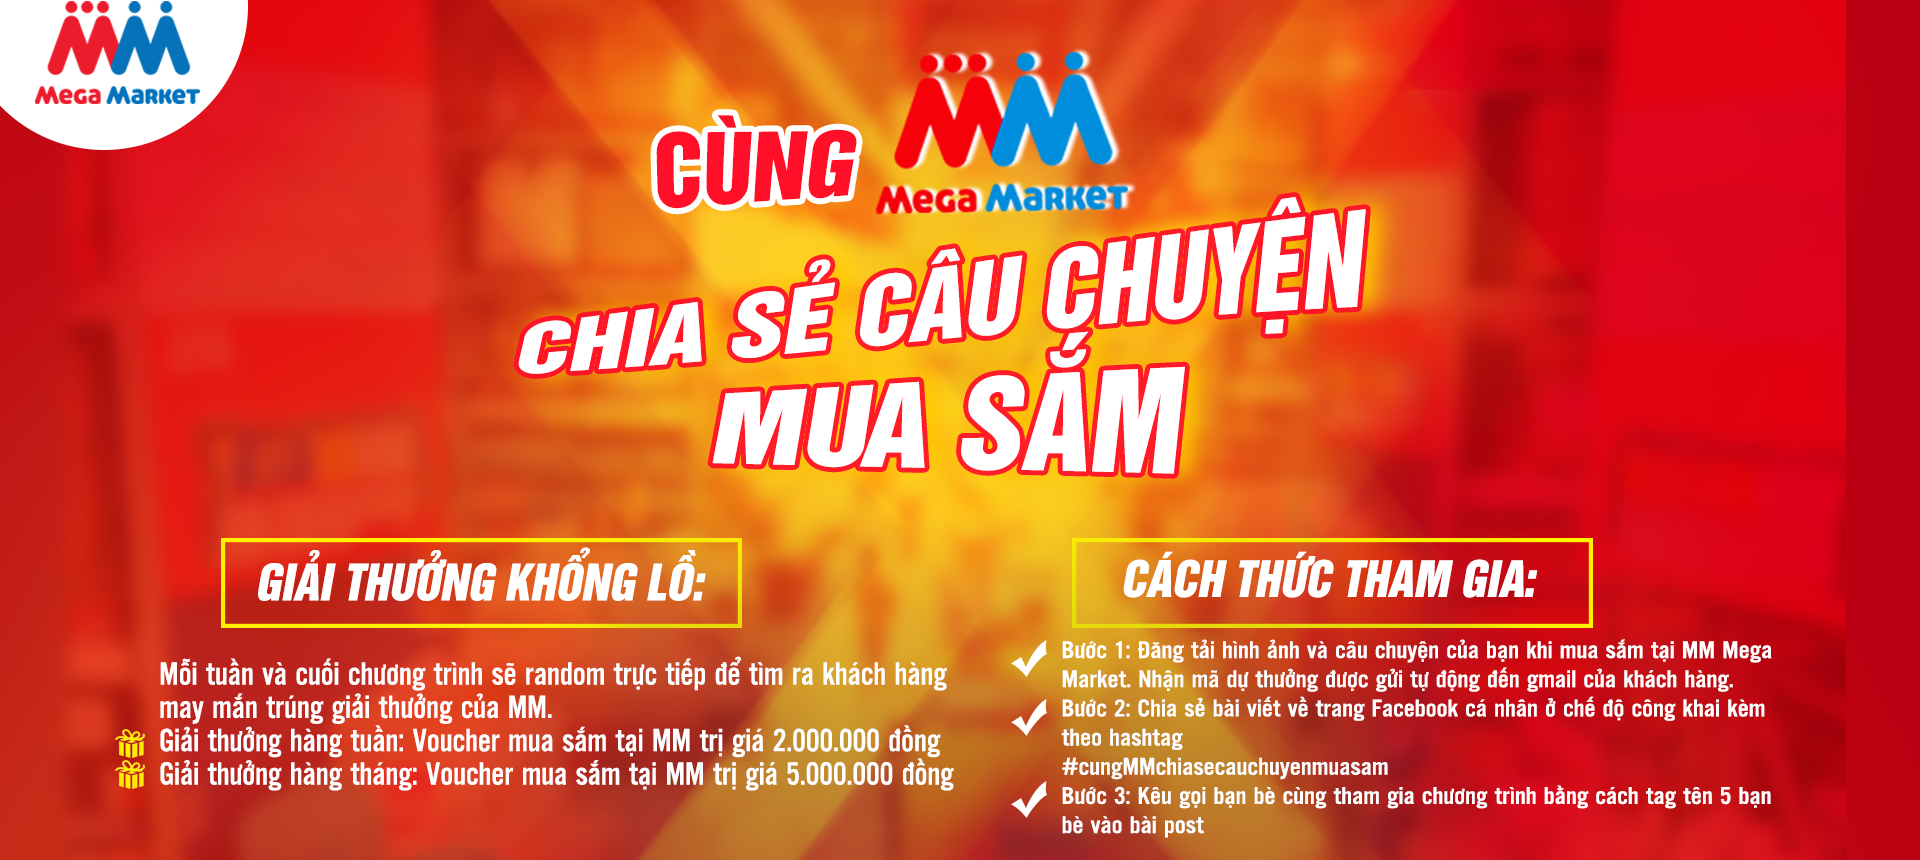 MEGA MARKET
CÙNG
MEGA MARKET
CHIA SẺ CÂU CHUYỆN
MUA SẮM
GIẢI THƯỞNG KHỔNG LỒ:
Mỗi tuần và cuối chương trình sẽ random trực tiếp để tìm ra khách hàng
may mắn trúng giải thưởng của MM.
Giải thưởng hàng tuần: Voucher mua sắm tại MM trị giá 2.000.000 đồng
Giải thưởng hàng tháng: Voucher mua sắm tại MM trị giá 5.000.000 đồng
CÁCH THỨC THAM GIA:
Bước 1: Đăng tải hình ảnh và câu chuyện của bạn khi mua sắm tại MM Mega
Market. Nhận mã dự thưởng được gửi tự động đến gmail của khách hàng.
Bước 2: Chia sẻ bài viết về trang Facebook cá nhân ở chế độ công khai kèm
theo hashtag
#cungMMchiasecauchuyenmuasam
Bước 3: Kêu gọi bạn bè cùng tham gia chương trình bằng cách tag tên 5 bạn
bè vào bài post